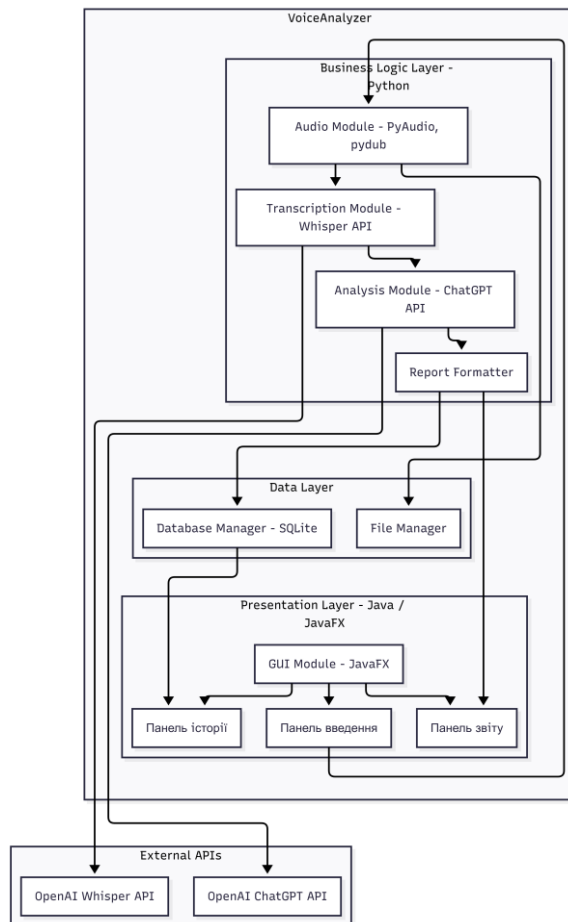 VoiceAnalyzer
Business Logic Layer -
Python
Audio Module - PyAudio,
pydub
Transcription Module -
Whisper API
Analysis Module - ChatGPT
API
Report Formatter
Data Layer
Database Manager - SQLite
File Manager
Presentation Layer - Java /
JavaFX
GUI Module - JavaFX
Панель історії
Панель введення
Панель звіту
External APIs
OpenAI Whisper API
OpenAI ChatGPT API